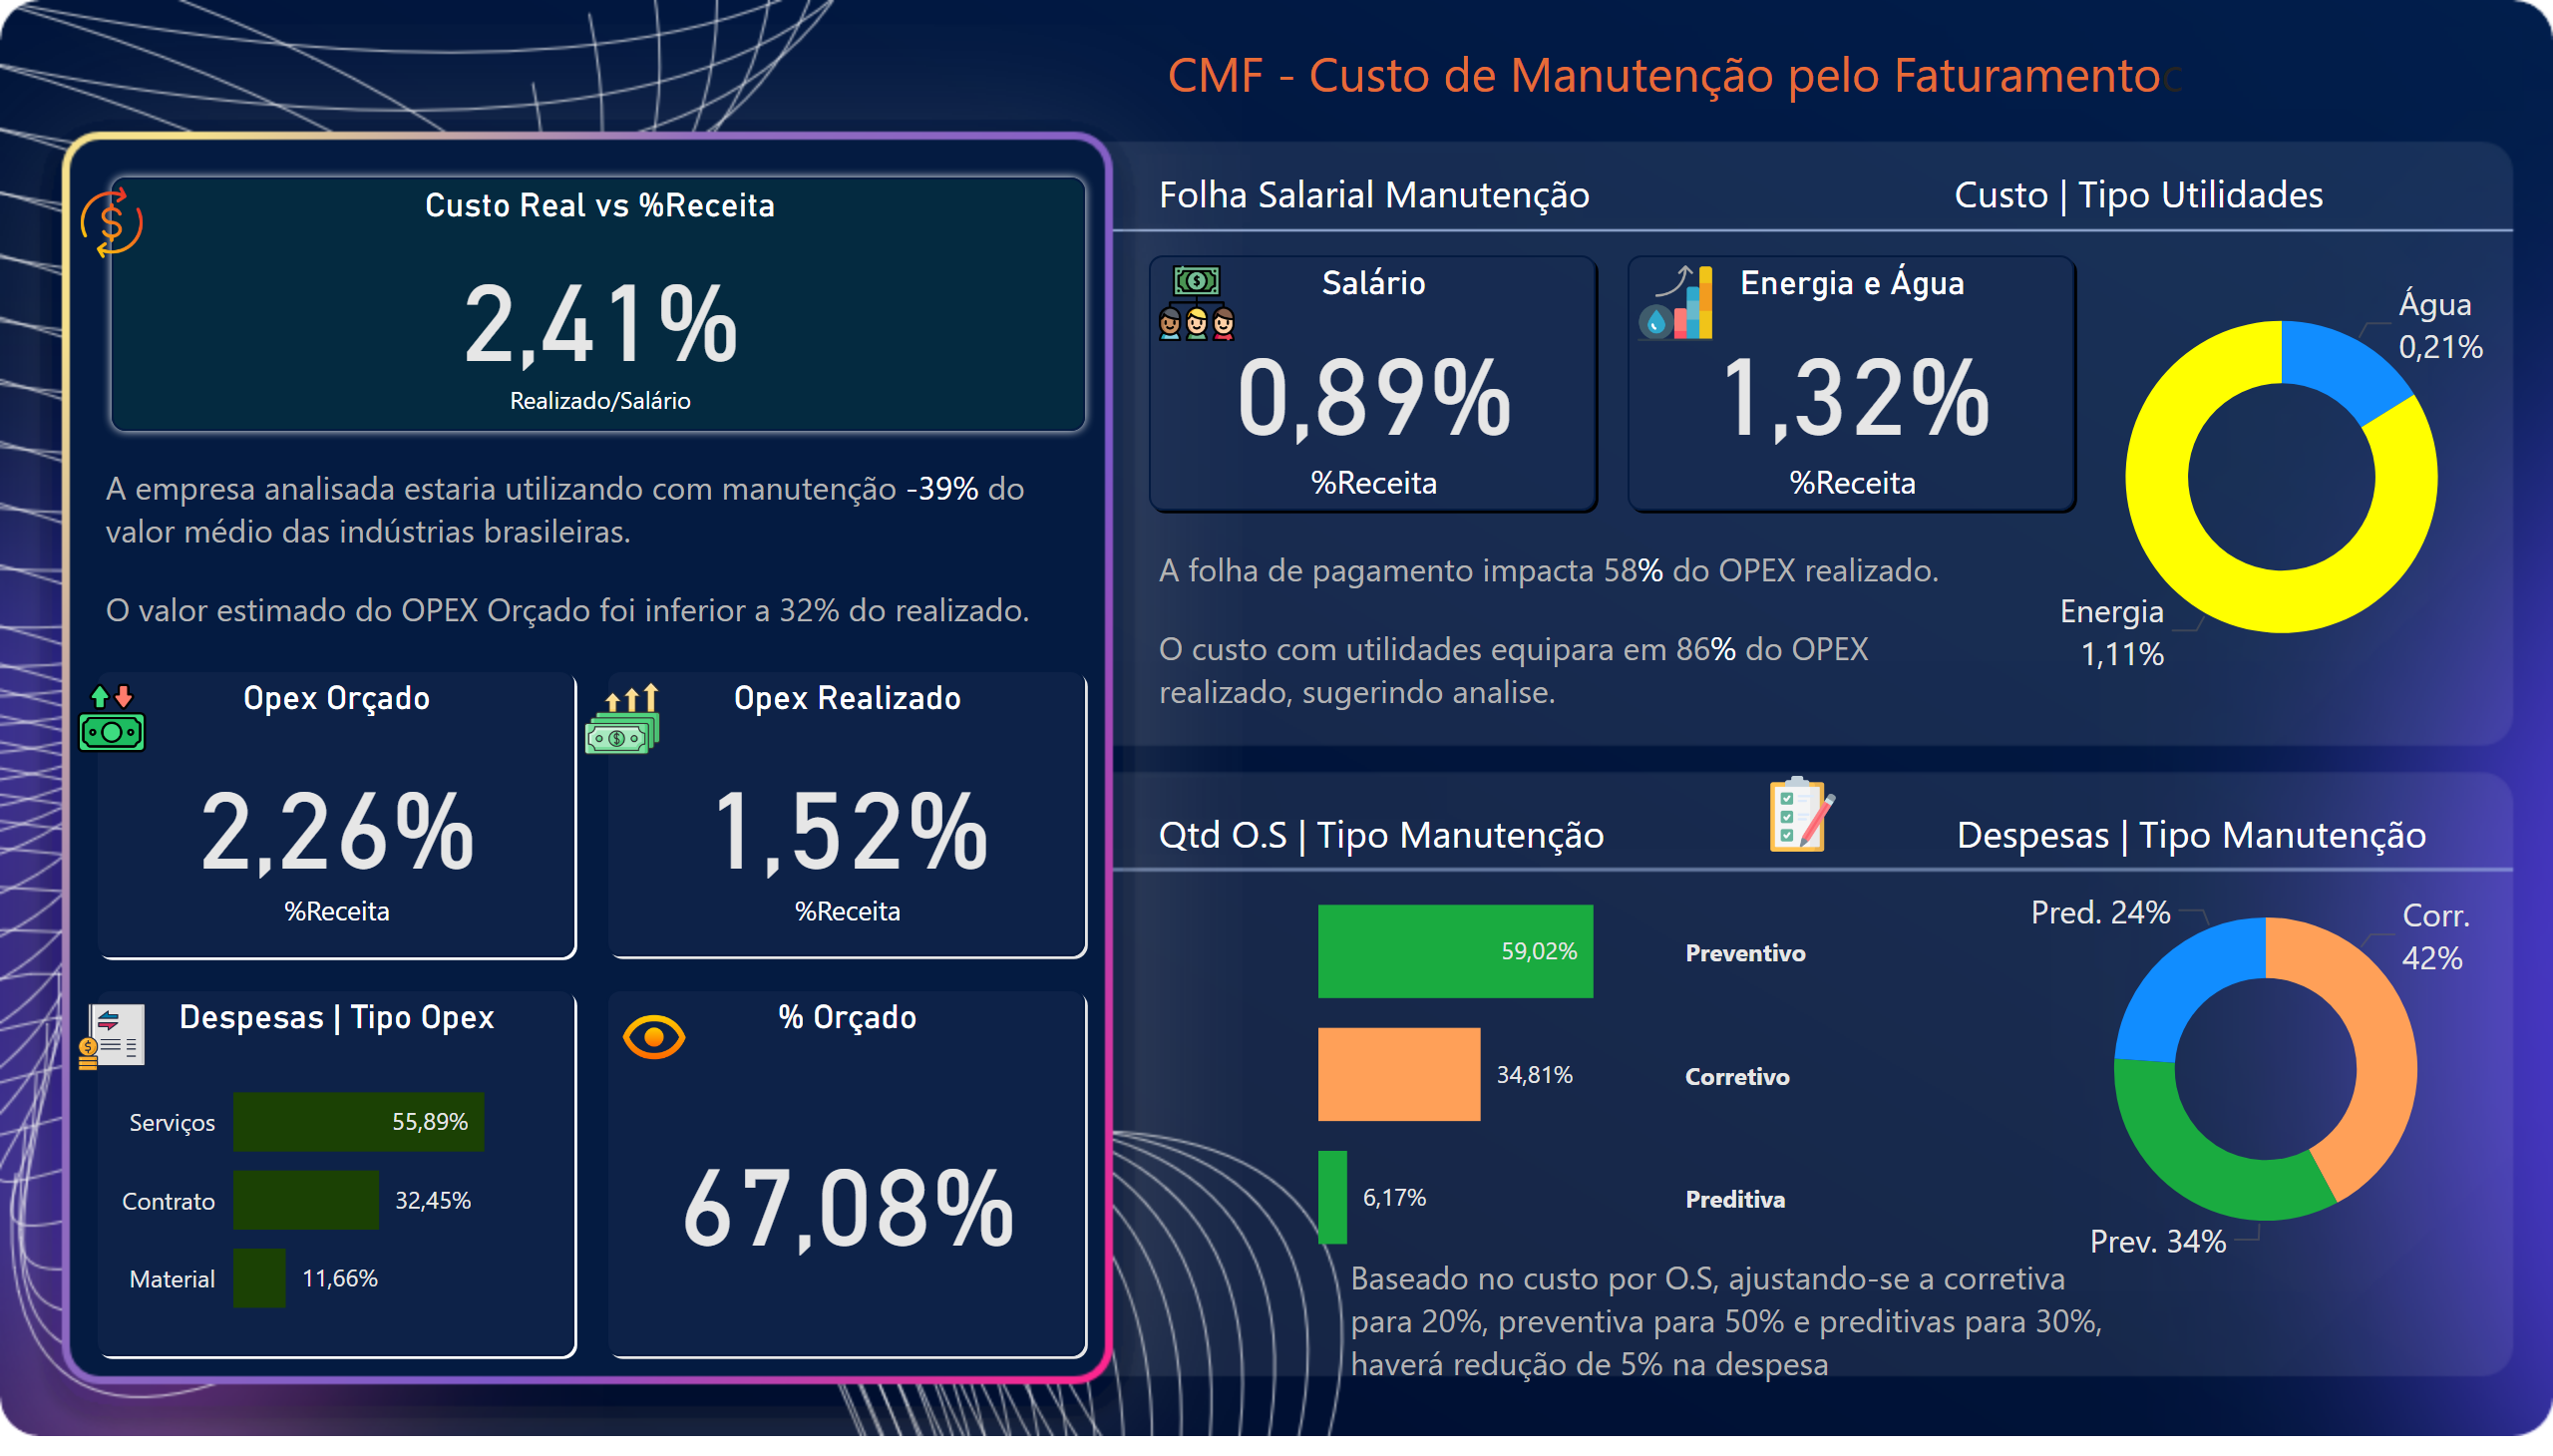 CMF - Custo de Manutenção pelo Faturamentoc
Custo Real vs %Receita
2,41%
Realizado/Salário
A empresa analisada estaria utilizando com manutenção -39% do
valor médio das indústrias brasileiras.
O valor estimado do OPEX Orçado foi inferior a 32% do realizado.
Opex Orçado
2,26%
%Receita
Opex Realizado
1,52%
%Receita
Despesas | Tipo Opex
Serviços 55,89%
Contrato 32,45%
Material 11,66%
% Orçado
67,08%
Folha Salarial Manutenção
Custo | Tipo Utilidades
Salário
0,89%
%Receita
Energia e Água
1,32%
%Receita
Água
0,21%
Energia
1,11%
A folha de pagamento impacta 58% do OPEX realizado.
O custo com utilidades equipara em 86% do OPEX
realizado, sugerindo analise.
Qtd O.S | Tipo Manutenção
Despesas | Tipo Manutenção
59,02% Preventivo
34,81% Corretivo
6,17% Preditiva
Pred. 24%
Corr.
42%
Prev. 34%
Baseado no custo por O.S, ajustando-se a corretiva
para 20%, preventiva para 50% e preditivas para 30%,
haverá redução de 5% na despesa